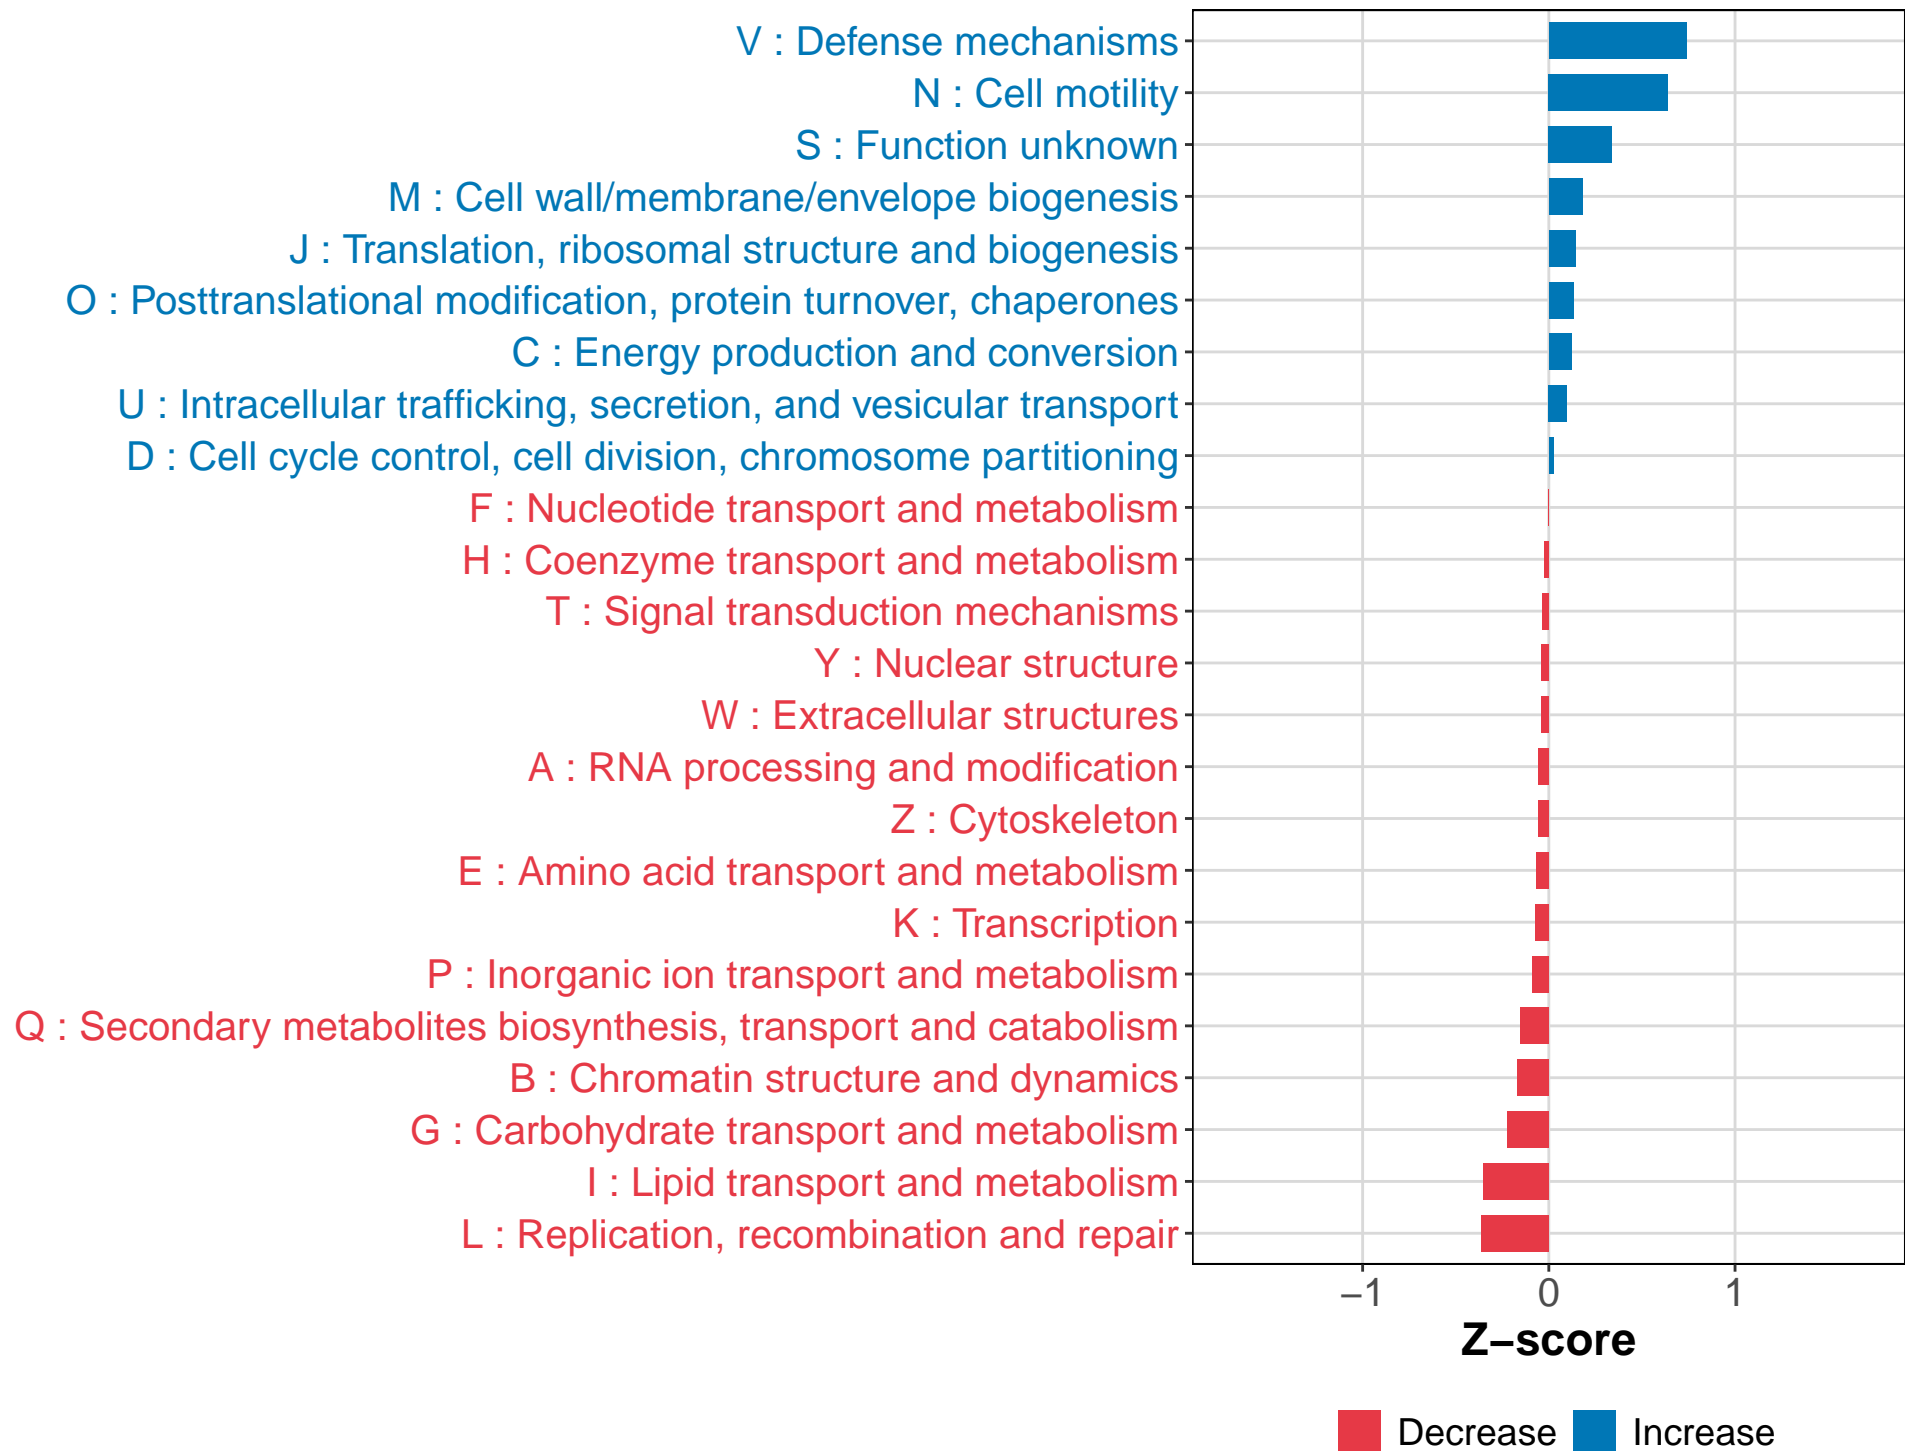 V : Defense mechanisms
N : Cell motility
S : Function unknown
M : Cell wall/membrane/envelope biogenesis
J : Translation, ribosomal structure and biogenesis
O : Posttranslational modification, protein turnover, chaperones
C : Energy production and conversion
U : Intracellular trafficking, secretion, and vesicular transport
D : Cell cycle control, cell division, chromosome partitioning
F : Nucleotide transport and metabolism
H : Coenzyme transport and metabolism
T : Signal transduction mechanisms
Y : Nuclear structure
W : Extracellular structures
A : RNA processing and modification
Z : Cytoskeleton
E : Amino acid transport and metabolism
K : Transcription
P : Inorganic ion transport and metabolism
Q : Secondary metabolites biosynthesis, transport and catabolism
B : Chromatin structure and dynamics
G : Carbohydrate transport and metabolism
I : Lipid transport and metabolism
L : Replication, recombination and repair
−1 0 1
Z−score
Decrease Increase